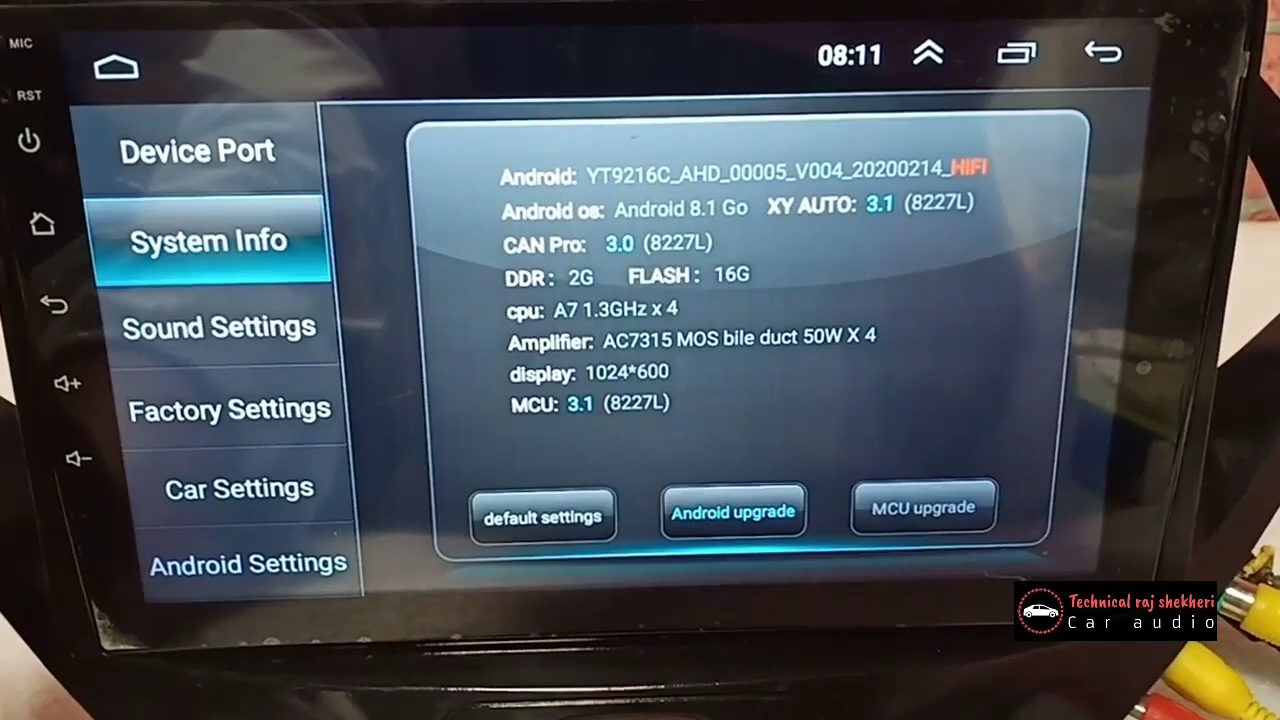 MIC
08:11
RST
Device Port
System Info
Sound Settings
Factory Settings
Car Settings
Android Settings
Android: YT9216C_AHD_00005_V004_20200214_HIFI
Android os: Android 8.1 Go XY AUTO: 3.1 (8227L)
CAN Pro: 3.0 (8227L)
DDR: 2G FLASH: 16G
cpu: A7 1.3GHz x 4
Amplifier: AC7315 MOS bile duct 50W X 4
display: 1024*600
MCU: 3.1 (8227L)
default settings
Android upgrade
MCU upgrade
Technical raj shekheri
Car audio